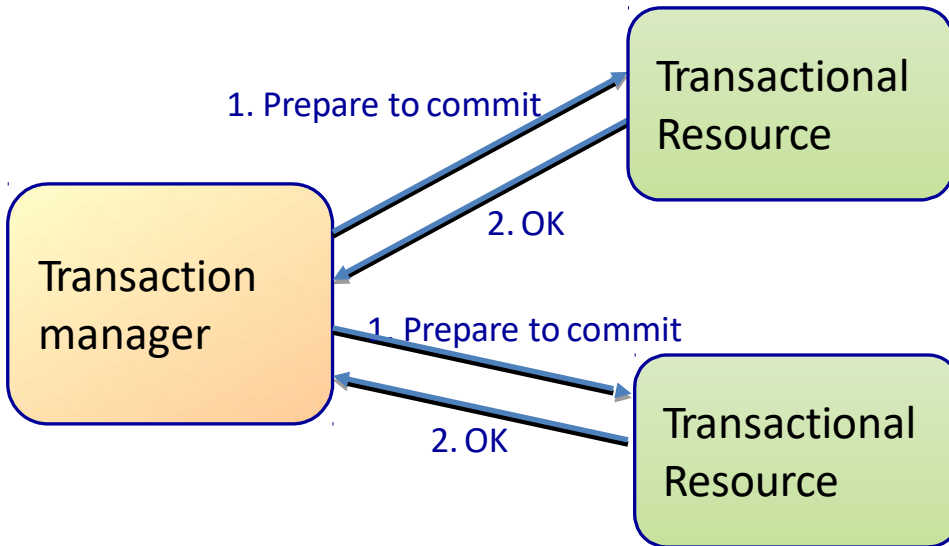 Transactional
Resource
1. Prepare to commit
2. OK
Transaction
manager
1. Prepare to commit
2. OK
Transactional
Resource